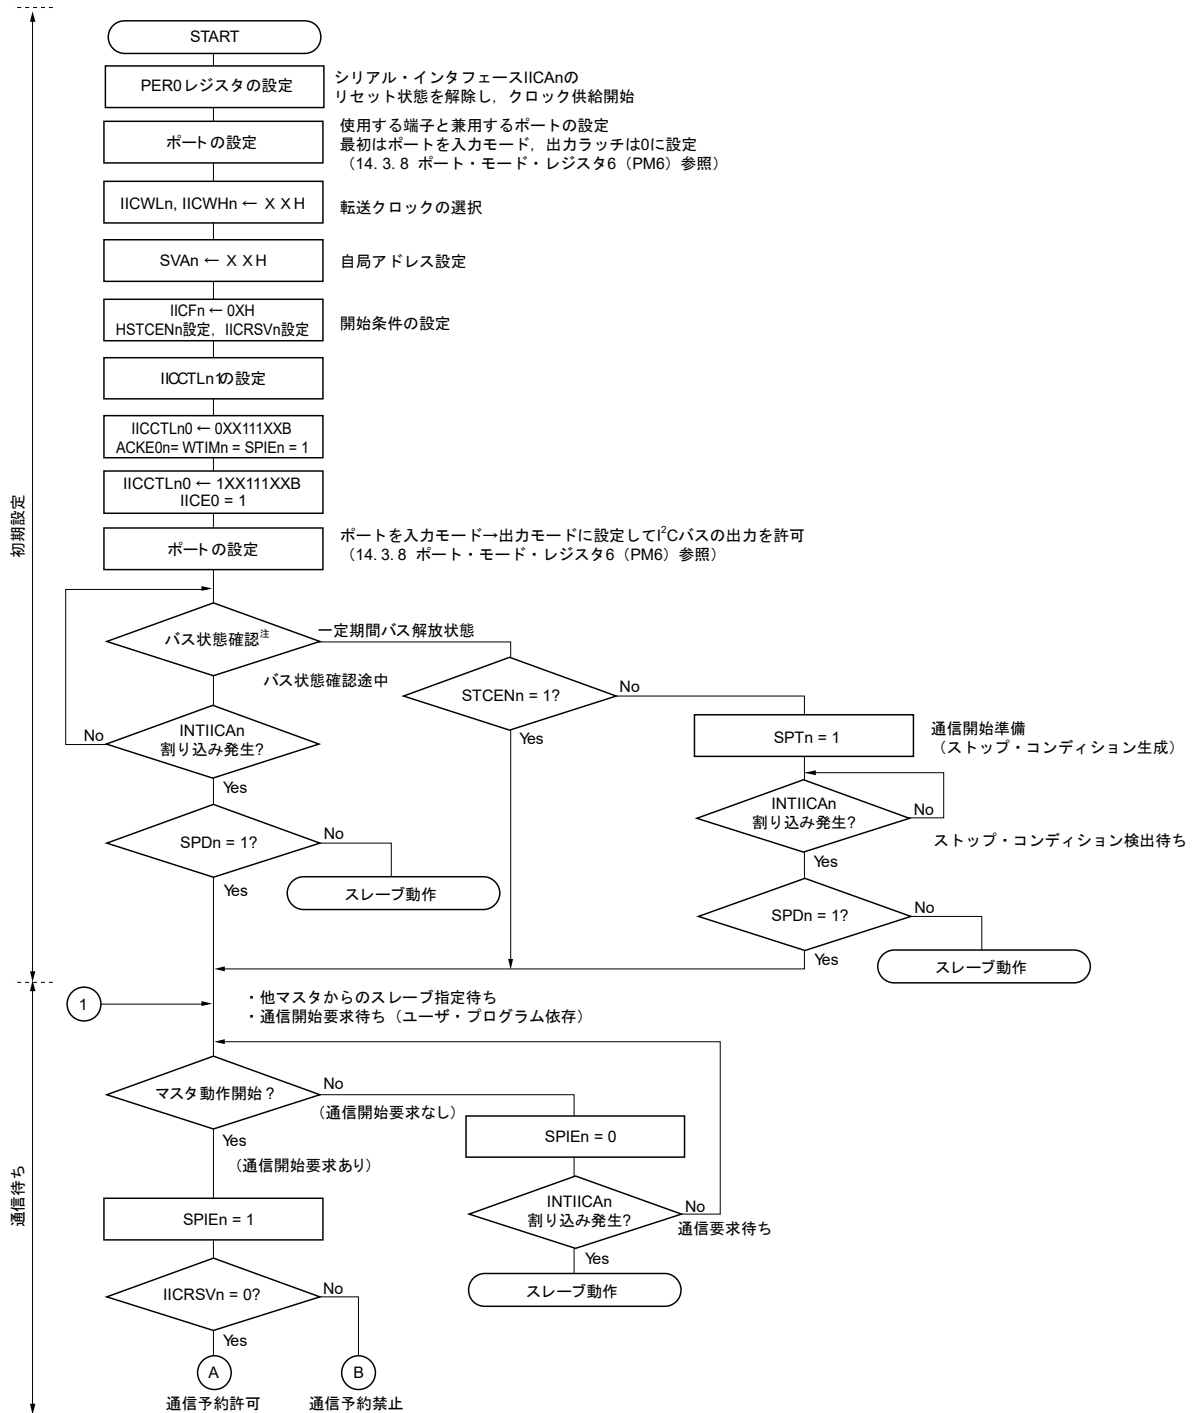 START
PER0レジスタの設定
シリアル・インタフェースIICAnの
リセット状態を解除し，クロック供給開始
ポートの設定
使用する端子と兼用するポートの設定
最初はポートを入力モード，出力ラッチは0に設定
（14. 3. 8 ポート・モード・レジスタ6（PM6）参照）
IICWLn, IICWHn ← X X H
転送クロックの選択
SVAn ← X X H
自局アドレス設定
IICFn ← 0XH
HSTCENn設定，IICRSVn設定
開始条件の設定
IICCTLn1の設定
IICCTLn0 ← 0XX111XXB
ACKE0n= WTIMn = SPIEn = 1
IICCTLn0 ← 1XX111XXB
IICE0 = 1
ポートの設定
ポートを入力モード→出力モードに設定してI²Cバスの出力を許可
（14. 3. 8 ポート・モード・レジスタ6（PM6）参照）
初期設定
バス状態確認注
一定期間バス解放状態
バス状態確認途中
STCENn = 1?
No
Yes
SPTn = 1
通信開始準備
（ストップ・コンディション生成）
INTIICAn
割り込み発生?
No
Yes
INTIICAn
割り込み発生?
No
ストップ・コンディション検出待ち
Yes
SPDn = 1?
No
スレーブ動作
Yes
SPDn = 1?
No
スレーブ動作
Yes
1
・他マスタからのスレーブ指定待ち
・通信開始要求待ち（ユーザ・プログラム依存）
通信待ち
マスタ動作開始？
No
（通信開始要求なし）
Yes
（通信開始要求あり）
SPIEn = 0
INTIICAn
割り込み発生?
No
通信要求待ち
Yes
スレーブ動作
SPIEn = 1
IICRSVn = 0?
No
Yes
A
B
通信予約許可
通信予約禁止